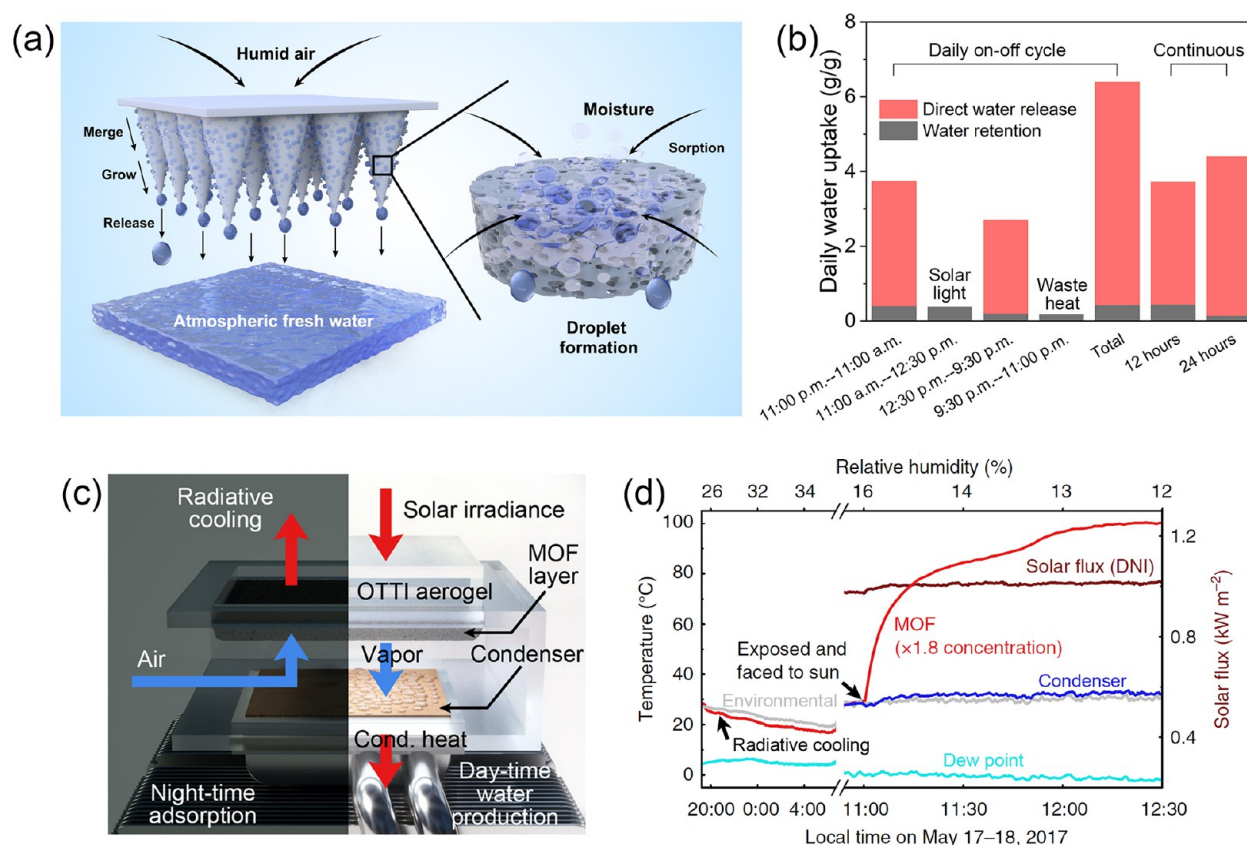 (a)
Humid air
Merge
Grow
Release
Atmospheric fresh water
Moisture
Sorption
Droplet
formation
(b)
Daily water uptake (g/g)
8
6
4
2
0
Daily on-off cycle
Continuous
Direct water release
Water retention
Solar
light
Waste
heat
11:00 p.m.--11:00 a.m.
11:00 a.m.--12:30 p.m.
12:30 p.m.--9:30 p.m.
9:30 p.m.--11:00 p.m.
Total
12 hours
24 hours
(c)
Radiative
cooling
Solar irradiance
MOF
layer
OTTI aerogel
Air
Vapor
Condenser
Cond. heat
Night-time
adsorption
Day-time
water
production
(d)
Relative humidity (%)
26 32 34 16 14 13 12
Temperature (°C)
100
80
60
40
20
0
Solar flux (DNI)
MOF
(×1.8 concentration)
Exposed and
faced to sun
Environmental
Condenser
Radiative cooling
Dew point
1.2
0.8
0.4
Solar flux (kW m⁻²)
20:00 0:00 4:00 11:00 11:30 12:00 12:30
Local time on May 17–18, 2017